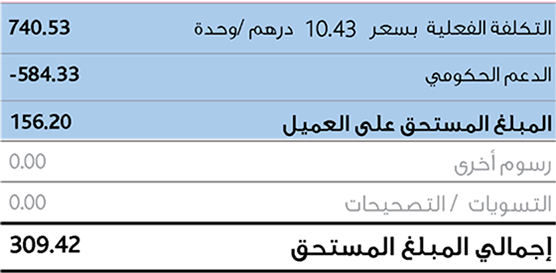 التكلفة الفعلية بسعر 10.43 درهم /وحدة 740.53
الدعم الحكومي -584.33
المبلغ المستحق على العميل 156.20
رسوم أخرى 0.00
التسويات / التصحيحات 0.00
إجمالي المبلغ المستحق 309.42